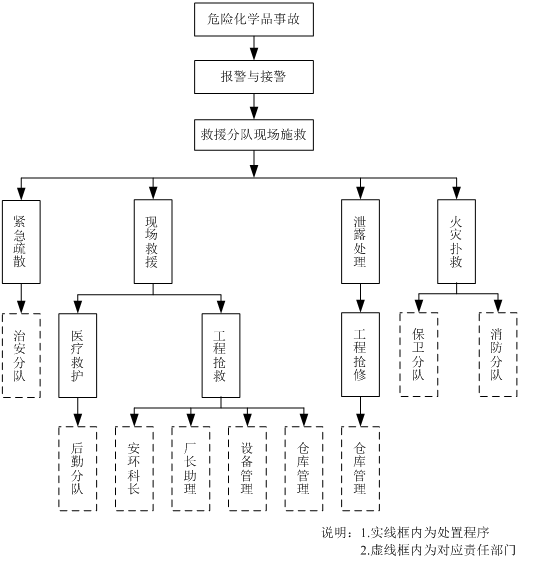 危险化学品事故
报警与接警
救援分队现场施救
紧急疏散
现场救援
泄露处理
火灾扑救
治安分队
医疗救护
工程抢救
工程抢修
保卫分队
消防分队
后勤分队
安环科长
厂长助理
设备管理
仓库管理
仓库管理
说明：1.实线框内为处置程序
2.虚线框内为对应责任部门